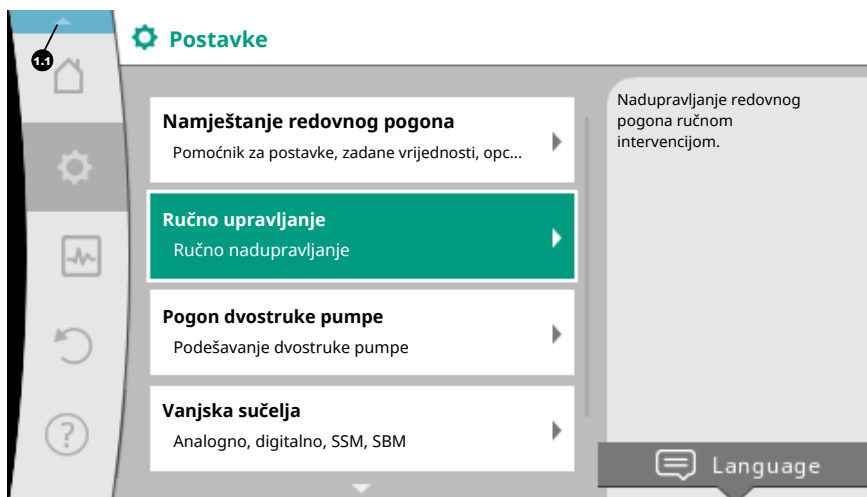 Postavke
1.1
Namještanje redovnog pogona
Pomoćnik za postavke, zadane vrijednosti, opc...
Ručno upravljanje
Ručno nadupravljanje
Pogon dvostruke pumpe
Podešavanje dvostruke pumpe
Vanjska sučelja
Analogno, digitalno, SSM, SBM
Nadupravljanje redovnog
pogona ručnom
intervencijom.
?
Language